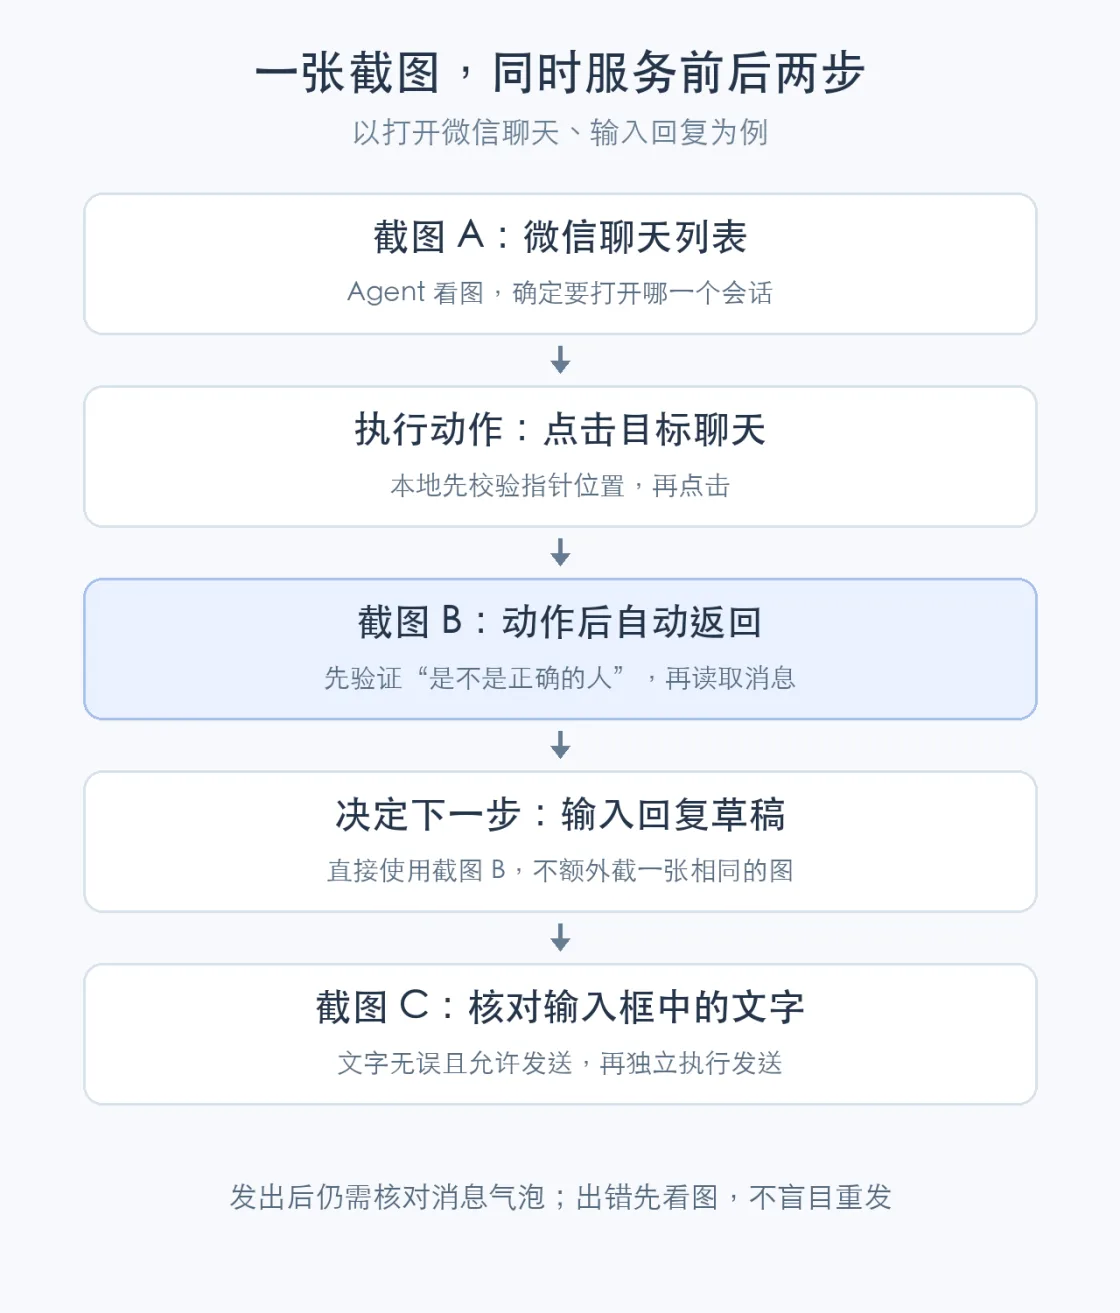 一张截图，同时服务前后两步
以打开微信聊天、输入回复为例
截图 A：微信聊天列表
Agent 看图，确定要打开哪一个会话
执行动作：点击目标聊天
本地先校验指针位置，再点击
截图 B：动作后自动返回
先验证“是不是正确的人”，再读取消息
决定下一步：输入回复草稿
直接使用截图 B，不额外截一张相同的图
截图 C：核对输入框中的文字
文字无误且允许发送，再独立执行发送
发出后仍需核对消息气泡；出错先看图，不盲目重发